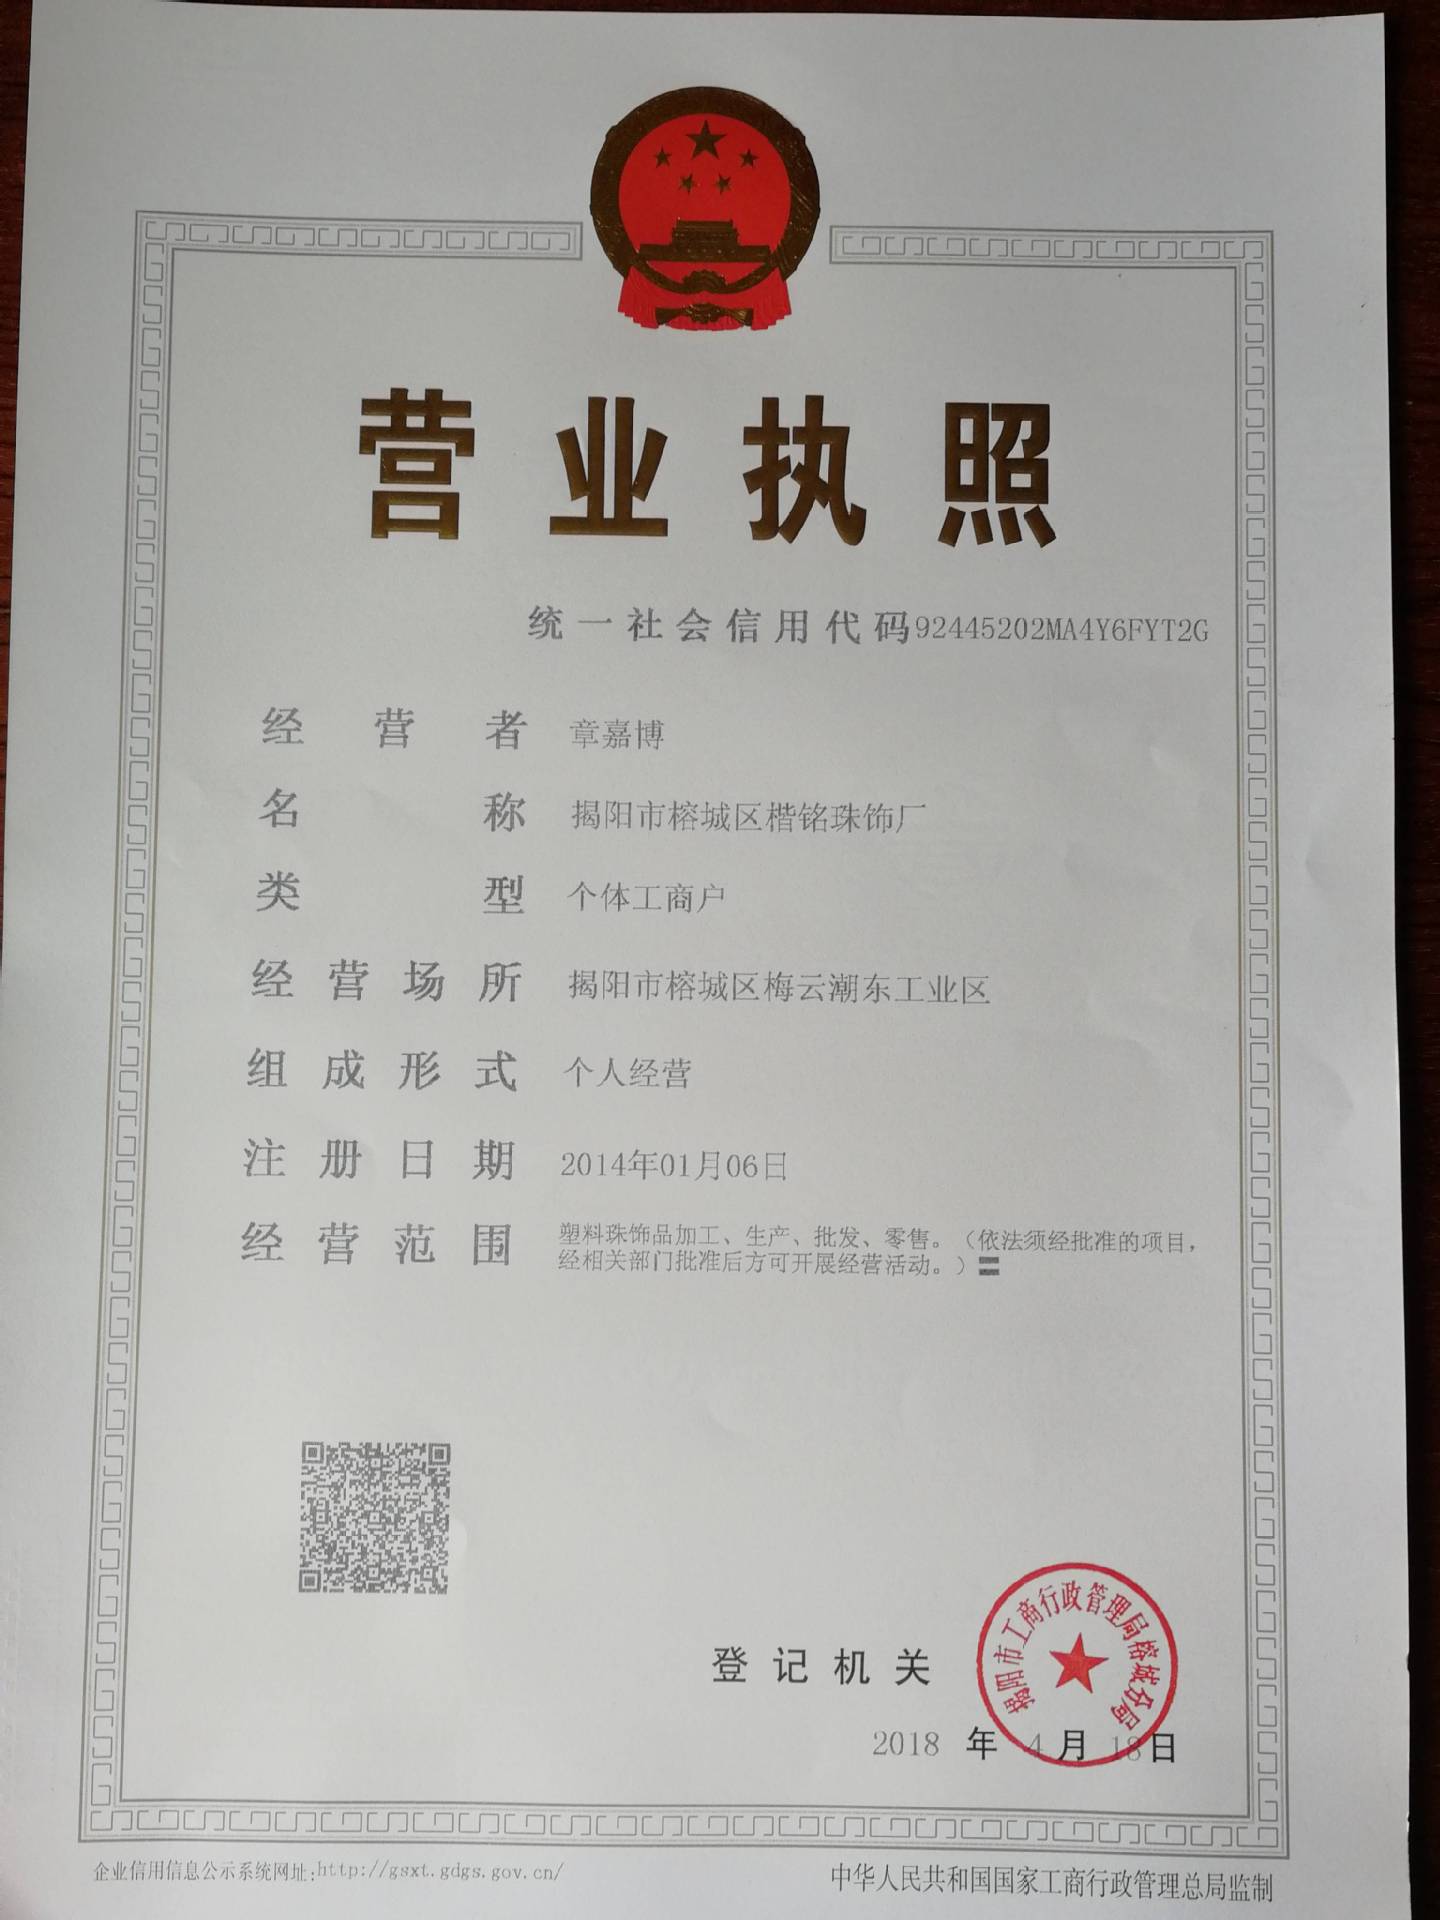 营业执照
统一社会信用代码92445202MA4Y6FYT2G
经营者 章嘉博
名称 揭阳市榕城区楷铭珠饰厂
类型 个体工商户
经营场所 揭阳市榕城区梅云潮东工业区
组成形式 个人经营
注册日期 2014年01月06日
经营范围 塑料珠饰品加工、生产、批发、零售。（依法须经批准的项目，
经相关部门批准后方可开展经营活动。）
登记机关
揭阳市工商行政管理局榕城分局
2018 年 4 月 18 日
企业信用信息公示系统网址:http://gsxt.gdgs.gov.cn/
中华人民共和国国家工商行政管理总局监制